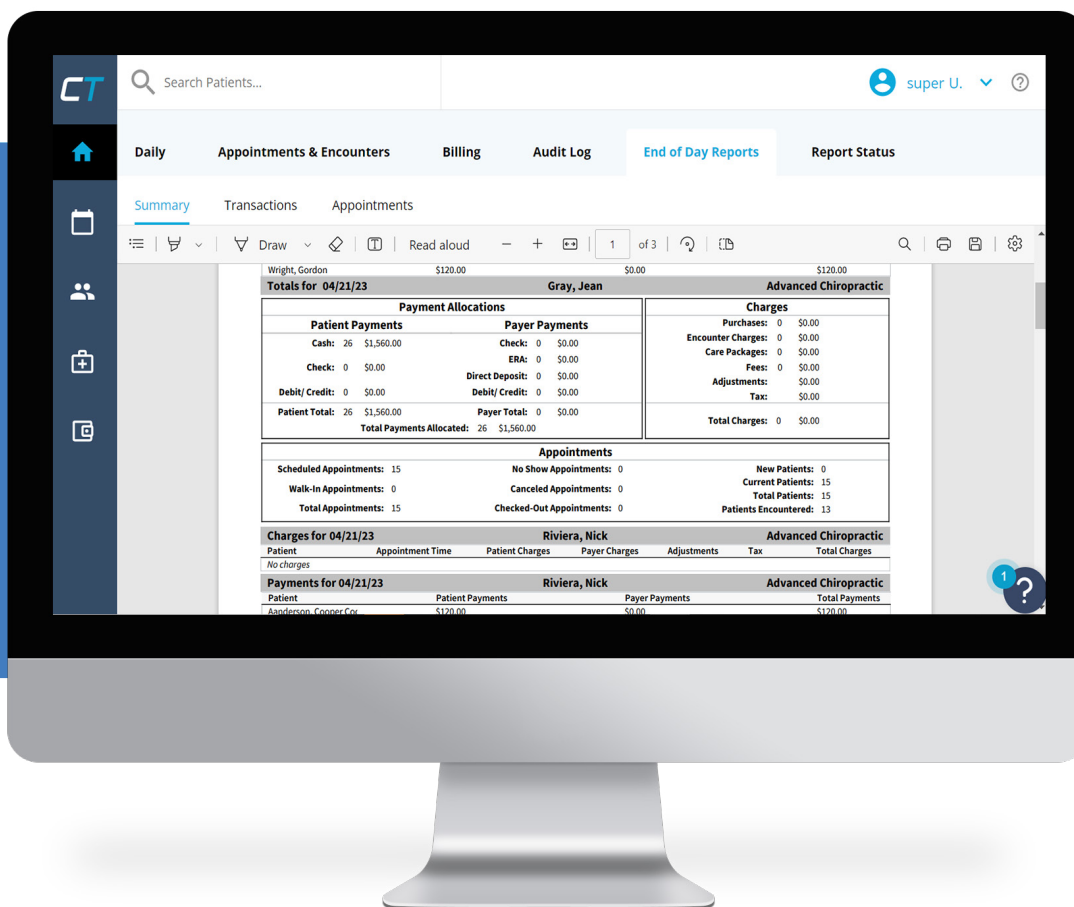 CT
Search Patients...
super U.
?
Daily Appointments & Encounters Billing Audit Log End of Day Reports Report Status
Summary Transactions Appointments
Draw T Read aloud − + 1 of 3
Wright, Gordon $120.00 $0.00 $120.00
Totals for 04/21/23 Gray, Jean Advanced Chiropractic
Payment Allocations Charges
Patient Payments Payer Payments Purchases: 0 $0.00
Cash: 26 $1,560.00 Check: 0 $0.00 Encounter Charges: 0 $0.00
ERA: 0 $0.00 Care Packages: 0 $0.00
Check: 0 $0.00 Direct Deposit: 0 $0.00 Fees: 0 $0.00
Debit/ Credit: 0 $0.00 Debit/ Credit: 0 $0.00 Adjustments: $0.00
Tax: $0.00
Patient Total: 26 $1,560.00 Payer Total: 0 $0.00 Total Charges: 0 $0.00
Total Payments Allocated: 26 $1,560.00
Appointments
Scheduled Appointments: 15 No Show Appointments: 0 New Patients: 0
Current Patients: 15
Walk-In Appointments: 0 Canceled Appointments: 0 Total Patients: 15
Total Appointments: 15 Checked-Out Appointments: 0 Patients Encountered: 13
Charges for 04/21/23 Riviera, Nick Advanced Chiropractic
Patient Appointment Time Patient Charges Payer Charges Adjustments Tax Total Charges
No charges
Payments for 04/21/23 Riviera, Nick Advanced Chiropractic
Patient Patient Payments Payer Payments Total Payments
Aanderson, Cooper Cor... $120.00 $0.00 $120.00
1
?